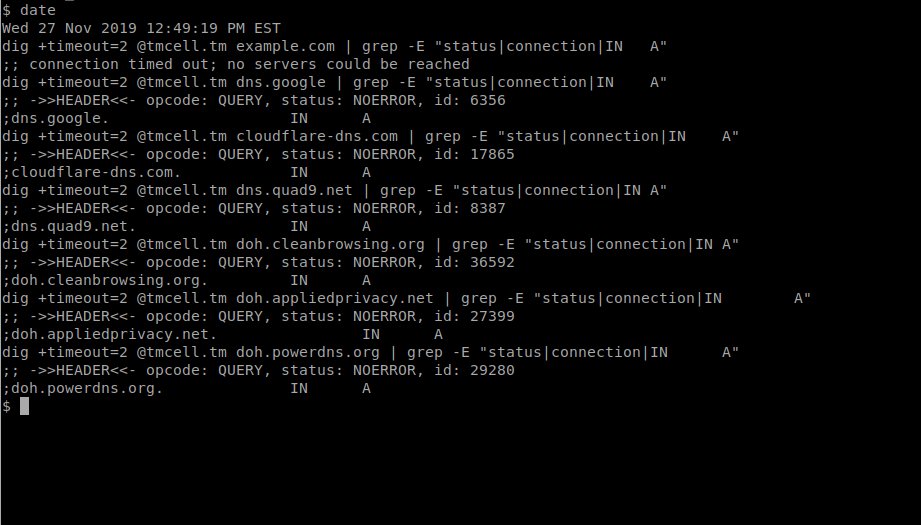 $ date
Wed 27 Nov 2019 12:49:19 PM EST
dig +timeout=2 @tmcell.tm example.com | grep -E "status|connection|IN   A"
;; connection timed out; no servers could be reached
dig +timeout=2 @tmcell.tm dns.google | grep -E "status|connection|IN    A"
;; ->>HEADER<<- opcode: QUERY, status: NOERROR, id: 6356
;dns.google.                    IN      A
dig +timeout=2 @tmcell.tm cloudflare-dns.com | grep -E "status|connection|IN    A"
;; ->>HEADER<<- opcode: QUERY, status: NOERROR, id: 17865
;cloudflare-dns.com.            IN      A
dig +timeout=2 @tmcell.tm dns.quad9.net | grep -E "status|connection|IN A"
;; ->>HEADER<<- opcode: QUERY, status: NOERROR, id: 8387
;dns.quad9.net.                 IN      A
dig +timeout=2 @tmcell.tm doh.cleanbrowsing.org | grep -E "status|connection|IN A"
;; ->>HEADER<<- opcode: QUERY, status: NOERROR, id: 36592
;doh.cleanbrowsing.org.         IN      A
dig +timeout=2 @tmcell.tm doh.appliedprivacy.net | grep -E "status|connection|IN        A"
;; ->>HEADER<<- opcode: QUERY, status: NOERROR, id: 27399
;doh.appliedprivacy.net.                IN      A
dig +timeout=2 @tmcell.tm doh.powerdns.org | grep -E "status|connection|IN      A"
;; ->>HEADER<<- opcode: QUERY, status: NOERROR, id: 29280
;doh.powerdns.org.              IN      A
$